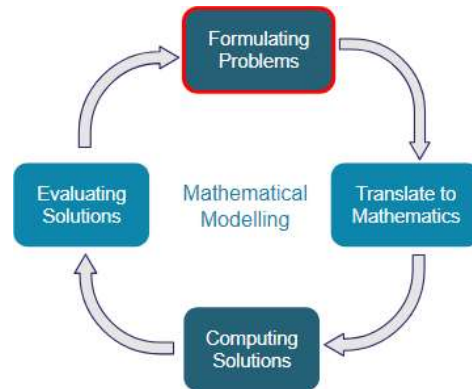 Formulating
Problems
Evaluating
Solutions
Mathematical
Modelling
Translate to
Mathematics
Computing
Solutions